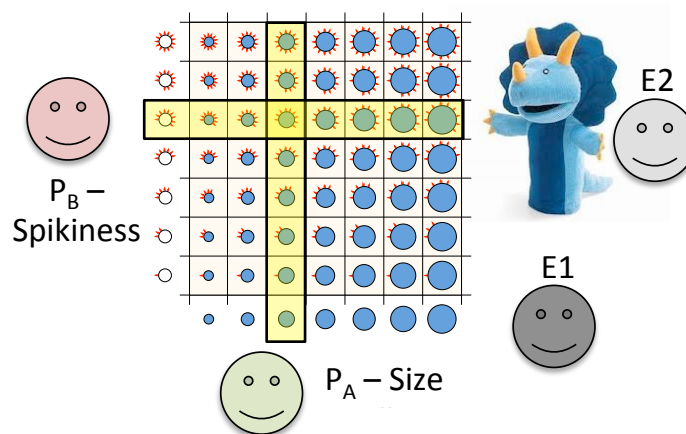 E2
P_B –
Spikiness
E1
P_A – Size